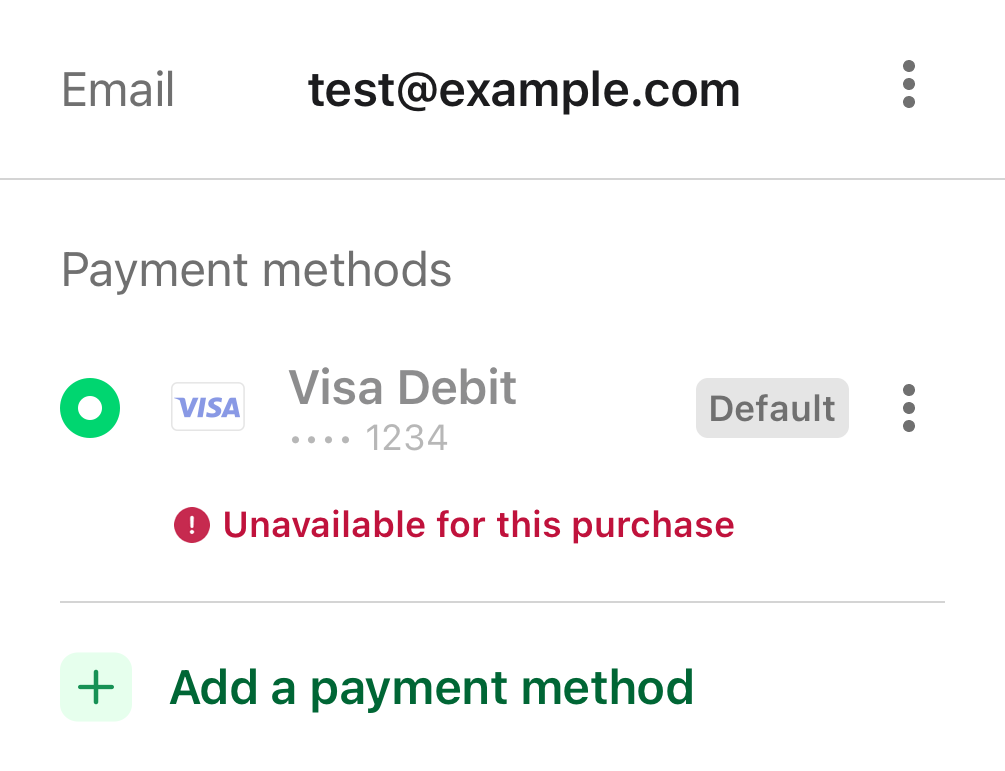 Email test@example.com
Payment methods
VISA Visa Debit Default
•••• 1234
! Unavailable for this purchase
+ Add a payment method